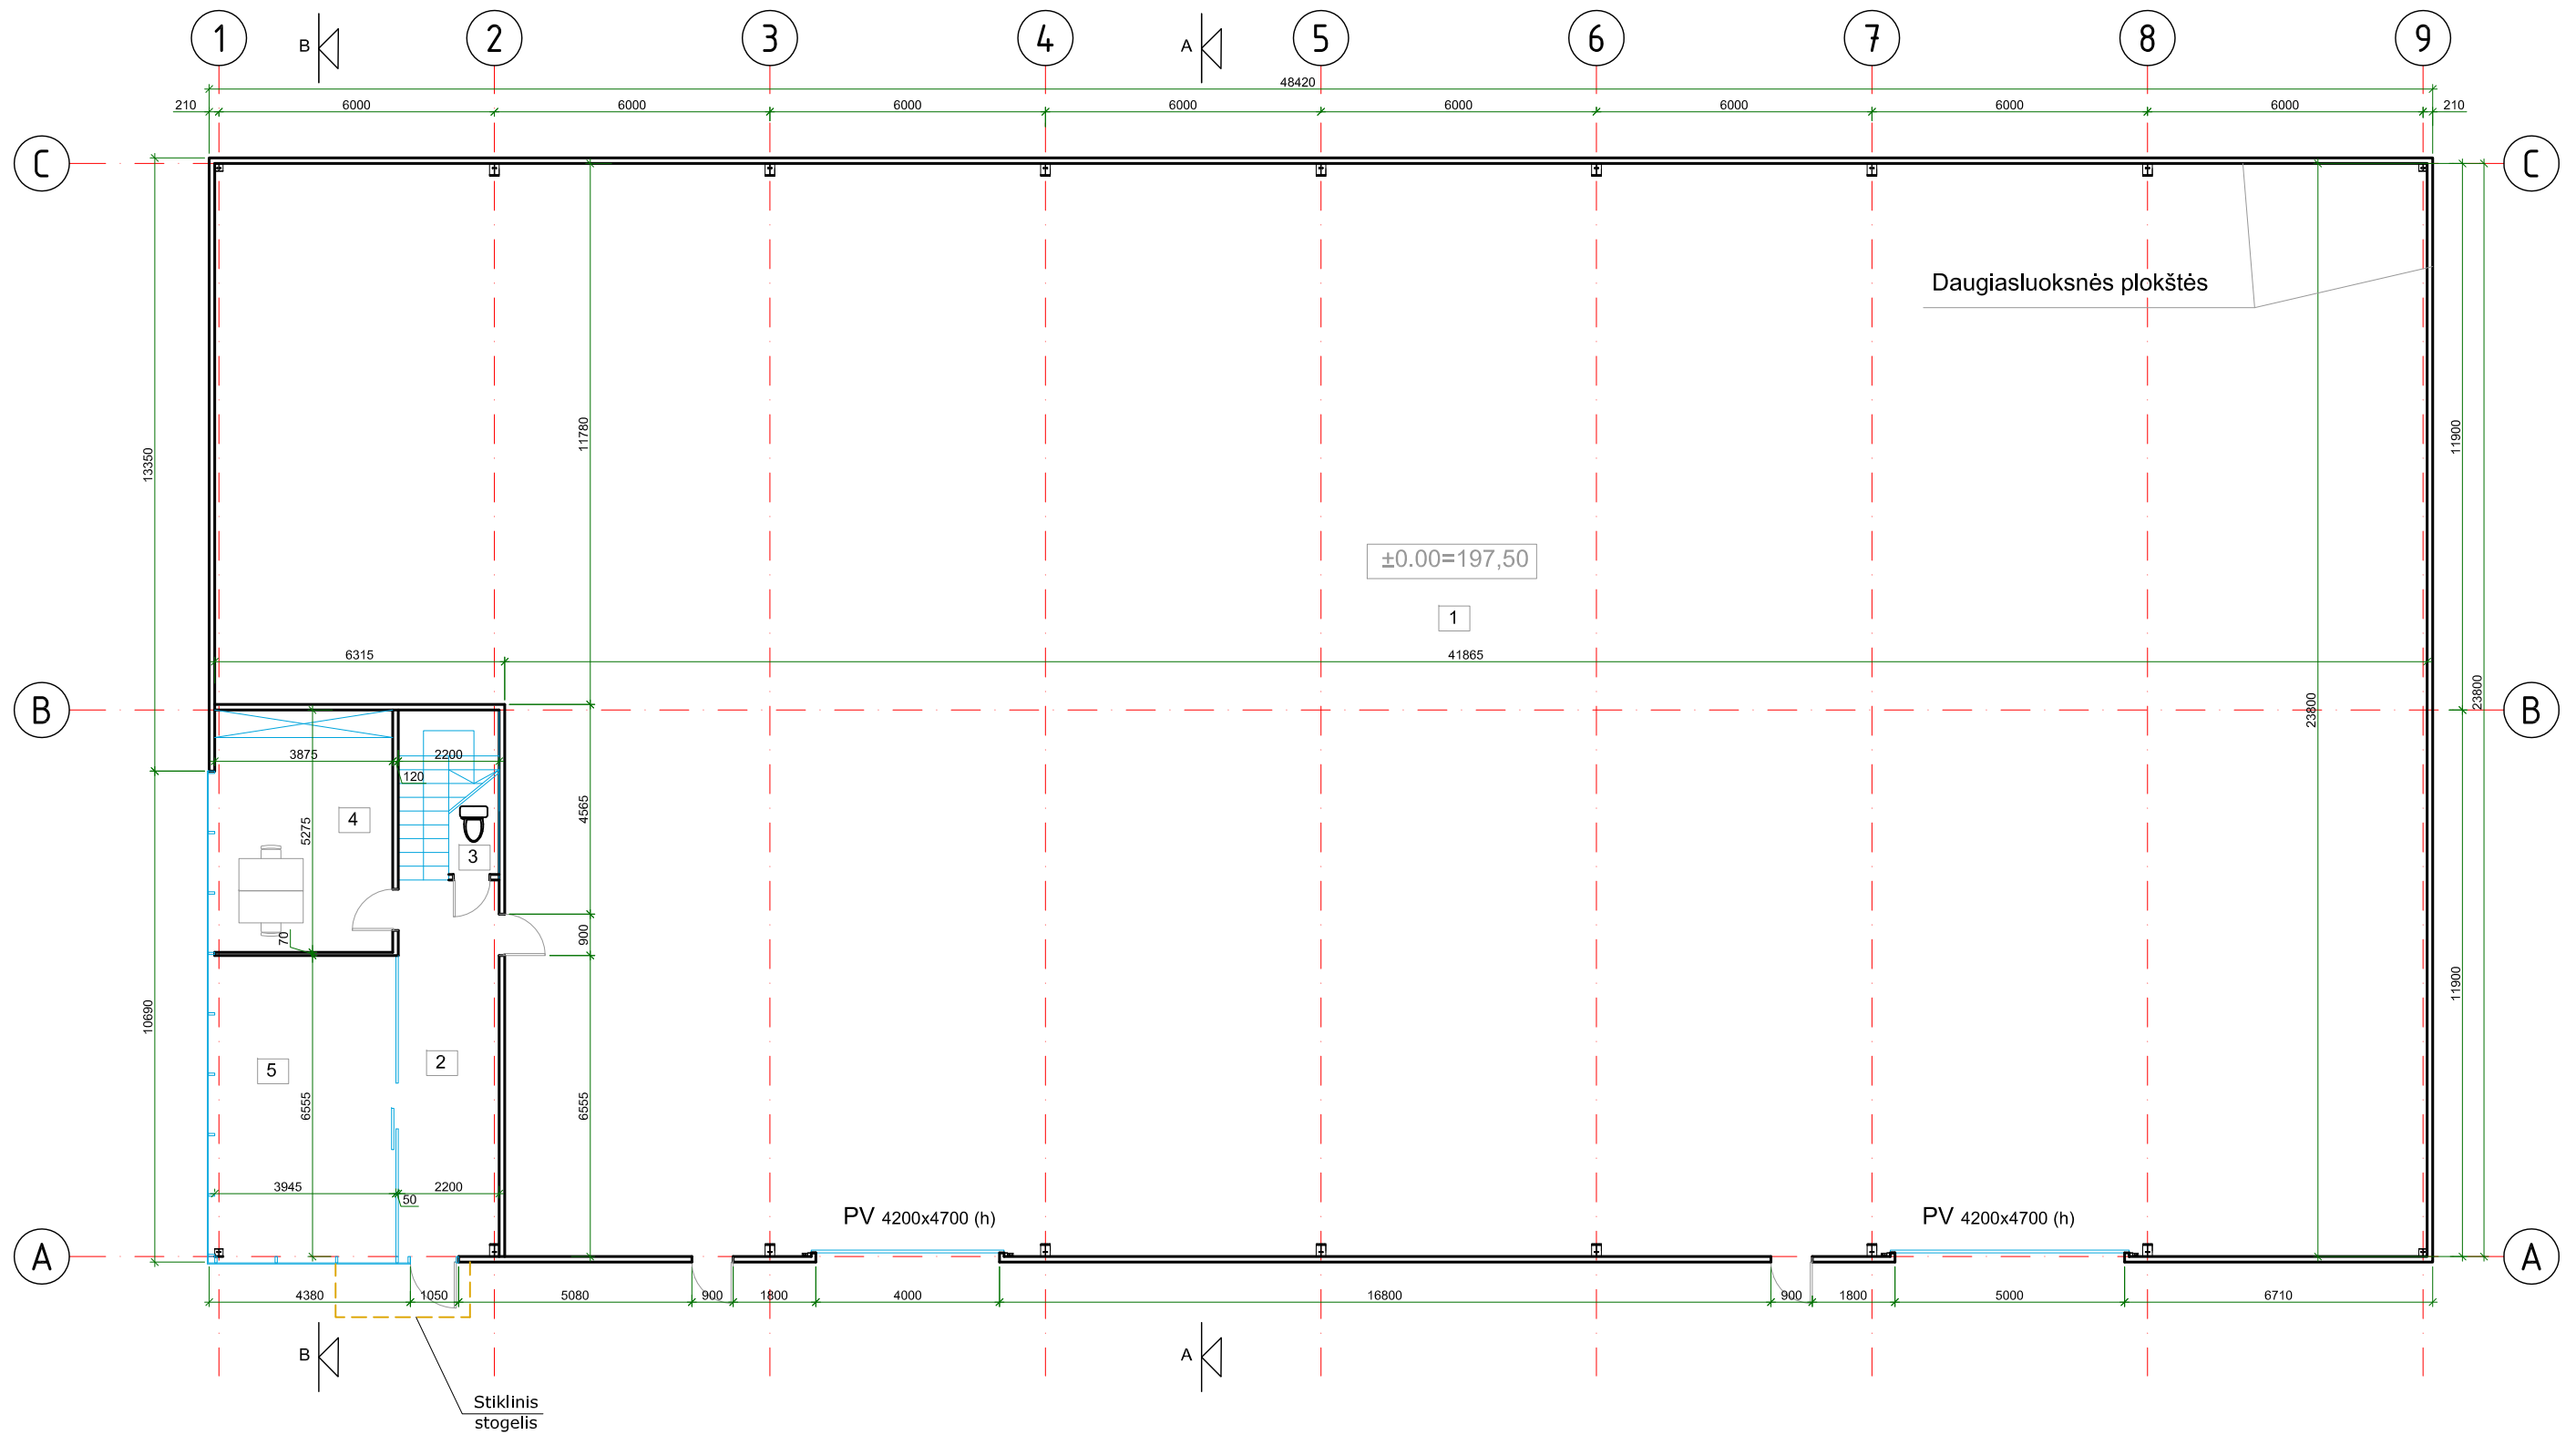 1 B 2 3 4 A 5 6 7 8 9
48420
210 6000 6000 6000 6000 6000 6000 6000 6000 210
C C
Daugiasluoksnės plokštės
13350 11780 11900
±0.00=197,50
1
6315 41865
B 23800 23800 B
3875 2200
120
4 5275 4565
3
70 900
10690 11900
5 2
6555 6555
3945 2200
50
PV 4200x4700 (h) PV 4200x4700 (h)
A A
4380 1050 5080 900 1800 4000 16800 900 1800 5000 6710
B A
Stiklinis
stogelis